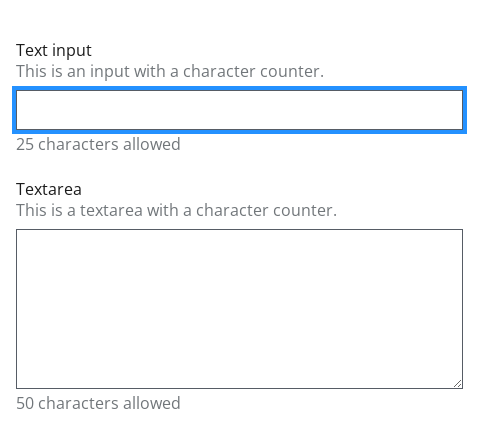 Text input
This is an input with a character counter.
25 characters allowed
Textarea
This is a textarea with a character counter.
50 characters allowed